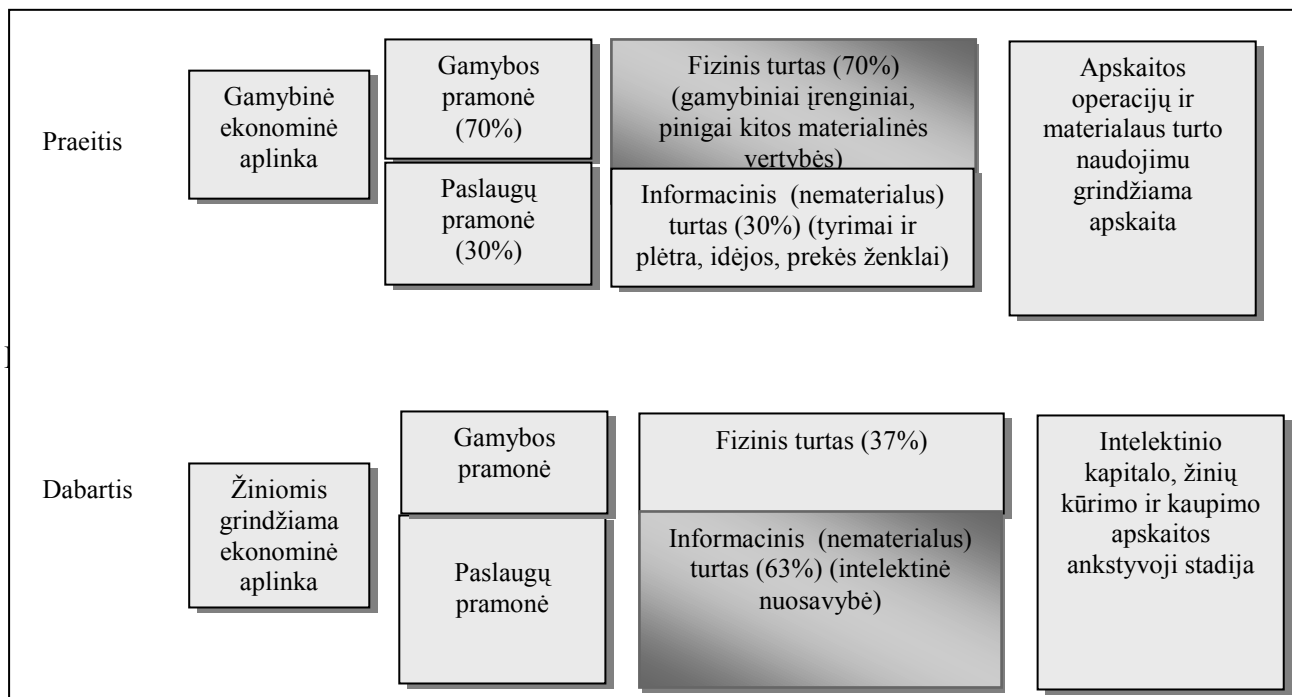 Praeitis
Gamybinė
ekonominė
aplinka
Gamybos
pramonė
(70%)
Paslaugų
pramonė
(30%)
Fizinis turtas (70%)
(gamybiniai įrenginiai,
pinigai kitos materialinės
vertybės)
Informacinis (nematerialus)
turtas (30%) (tyrimai ir
plėtra, idėjos, prekės ženklai)
Apskaitos
operacijų ir
materialaus turto
naudojimu
grindžiama
apskaita
Dabartis
Žiniomis
grindžiama
ekonominė
aplinka
Gamybos
pramonė
Paslaugų
pramonė
Fizinis turtas (37%)
Informacinis (nematerialus)
turtas (63%) (intelektinė
nuosavybė)
Intelektinio
kapitalo, žinių
kūrimo ir kaupimo
apskaitos
ankstyvoji stadija